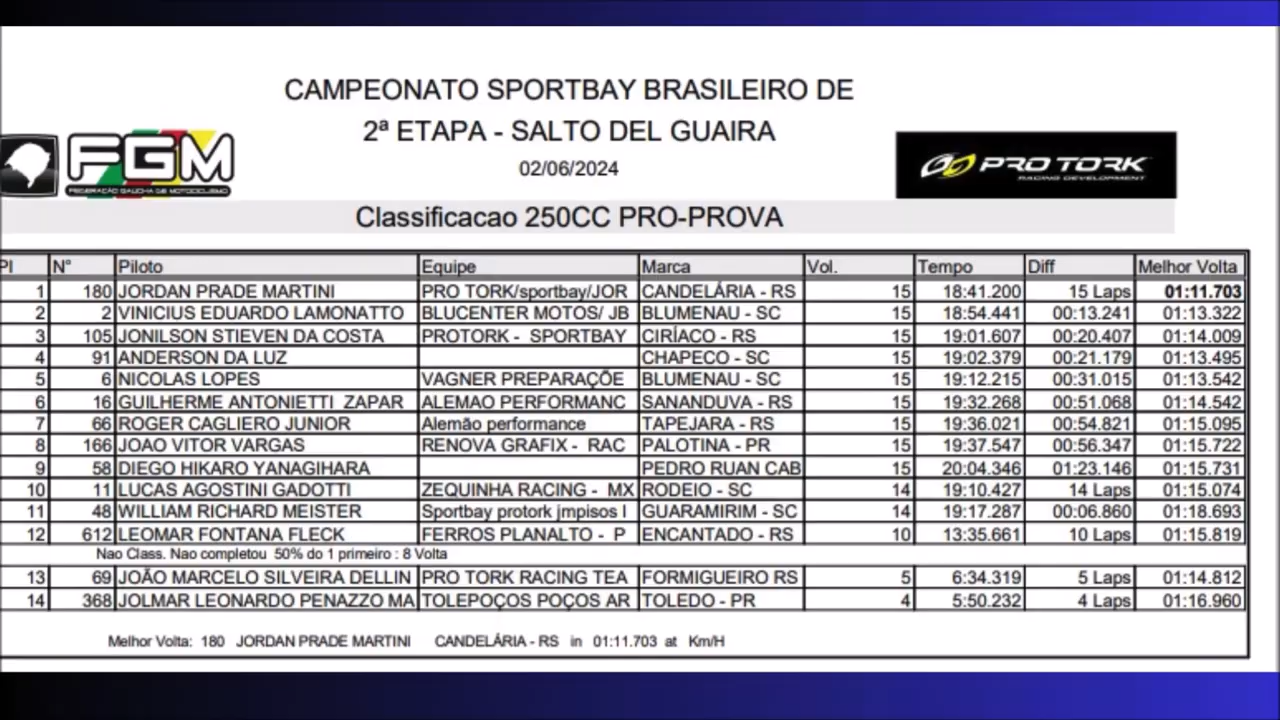 CAMPEONATO SPORTBAY BRASILEIRO DE
2ª ETAPA - SALTO DEL GUAIRA
02/06/2024
FGM
FEDERAÇÃO GAÚCHA DE MOTOCICLISMO
PRO TORK
RACING DEVELOPMENT
Classificacao 250CC PRO-PROVA
Pl N° Piloto Equipe Marca Vol. Tempo Diff Melhor Volta
1 180 JORDAN PRADE MARTINI PRO TORK/sportbay/JOR CANDELÁRIA - RS 15 18:41.200 15 Laps 01:11.703
2 2 VINICIUS EDUARDO LAMONATTO BLUCENTER MOTOS/ JB BLUMENAU - SC 15 18:54.441 00:13.241 01:13.322
3 105 JONILSON STIEVEN DA COSTA PROTORK - SPORTBAY CIRÍACO - RS 15 19:01.607 00:20.407 01:14.009
4 91 ANDERSON DA LUZ CHAPECO - SC 15 19:02.379 00:21.179 01:13.495
5 6 NICOLAS LOPES VAGNER PREPARAÇÕE BLUMENAU - SC 15 19:12.215 00:31.015 01:13.542
6 16 GUILHERME ANTONIETTI ZAPAR ALEMAO PERFORMANC SANANDUVA - RS 15 19:32.268 00:51.068 01:14.542
7 66 ROGER CAGLIERO JUNIOR Alemão performance TAPEJARA - RS 15 19:36.021 00:54.821 01:15.095
8 166 JOAO VITOR VARGAS RENOVA GRAFIX - RAC PALOTINA - PR 15 19:37.547 00:56.347 01:15.722
9 58 DIEGO HIKARO YANAGIHARA PEDRO RUAN CAB 15 20:04.346 01:23.146 01:15.731
10 11 LUCAS AGOSTINI GADOTTI ZEQUINHA RACING - MX RODEIO - SC 14 19:10.427 14 Laps 01:15.074
11 48 WILLIAM RICHARD MEISTER Sportbay protork jmpisos I GUARAMIRIM - SC 14 19:17.287 00:06.860 01:18.693
12 612 LEOMAR FONTANA FLECK FERROS PLANALTO - P ENCANTADO - RS 10 13:35.661 10 Laps 01:15.819
Nao Class. Nao completou 50% do 1 primeiro : 8 Volta
13 69 JOÃO MARCELO SILVEIRA DELLIN PRO TORK RACING TEA FORMIGUEIRO RS 5 6:34.319 5 Laps 01:14.812
14 368 JOLMAR LEONARDO PENAZZO MA TOLEPOÇOS POÇOS AR TOLEDO - PR 4 5:50.232 4 Laps 01:16.960
Melhor Volta: 180 JORDAN PRADE MARTINI CANDELÁRIA - RS in 01:11.703 at Km/H